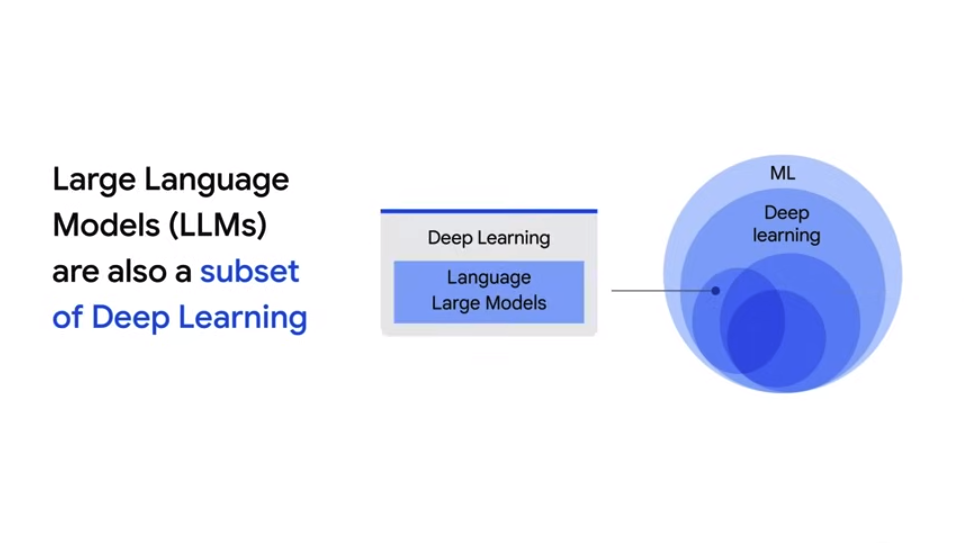 Large Language
Models (LLMs)
are also a subset
of Deep Learning
Deep Learning
Language
Large Models
ML
Deep
learning